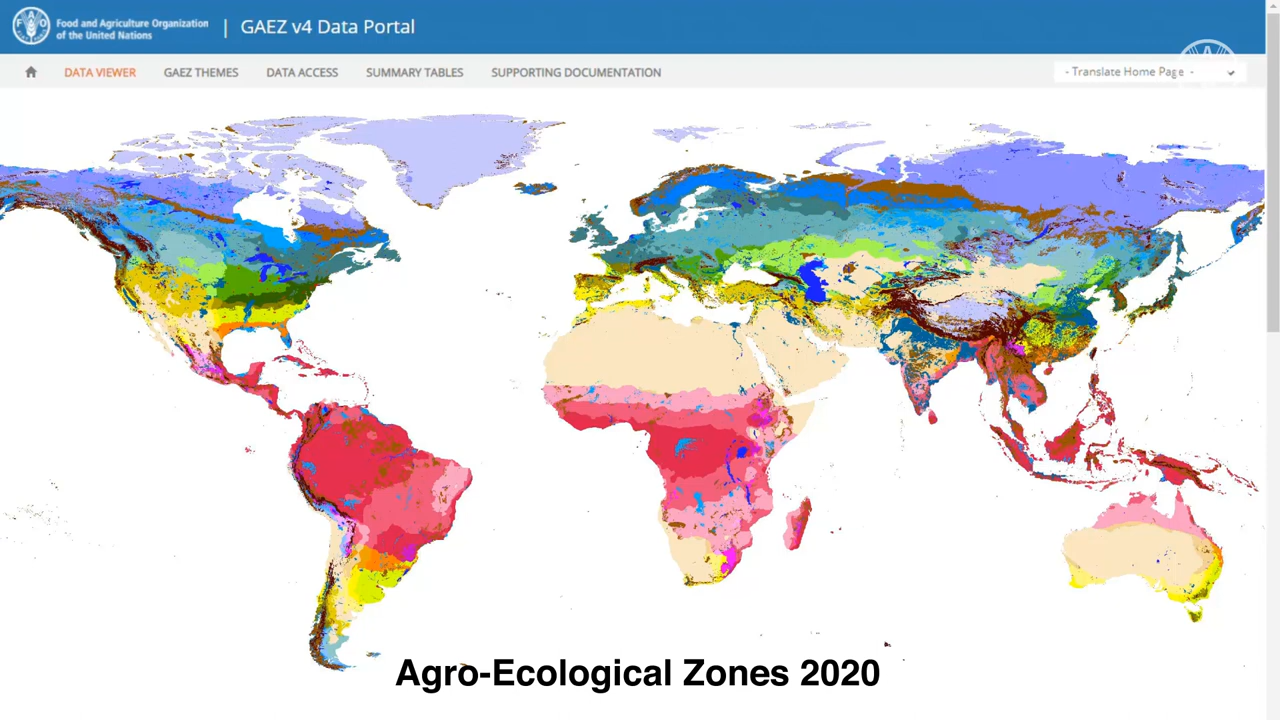 Food and Agriculture Organization
of the United Nations
GAEZ v4 Data Portal
DATA VIEWER GAEZ THEMES DATA ACCESS SUMMARY TABLES SUPPORTING DOCUMENTATION
- Translate Home Page -
Agro-Ecological Zones 2020